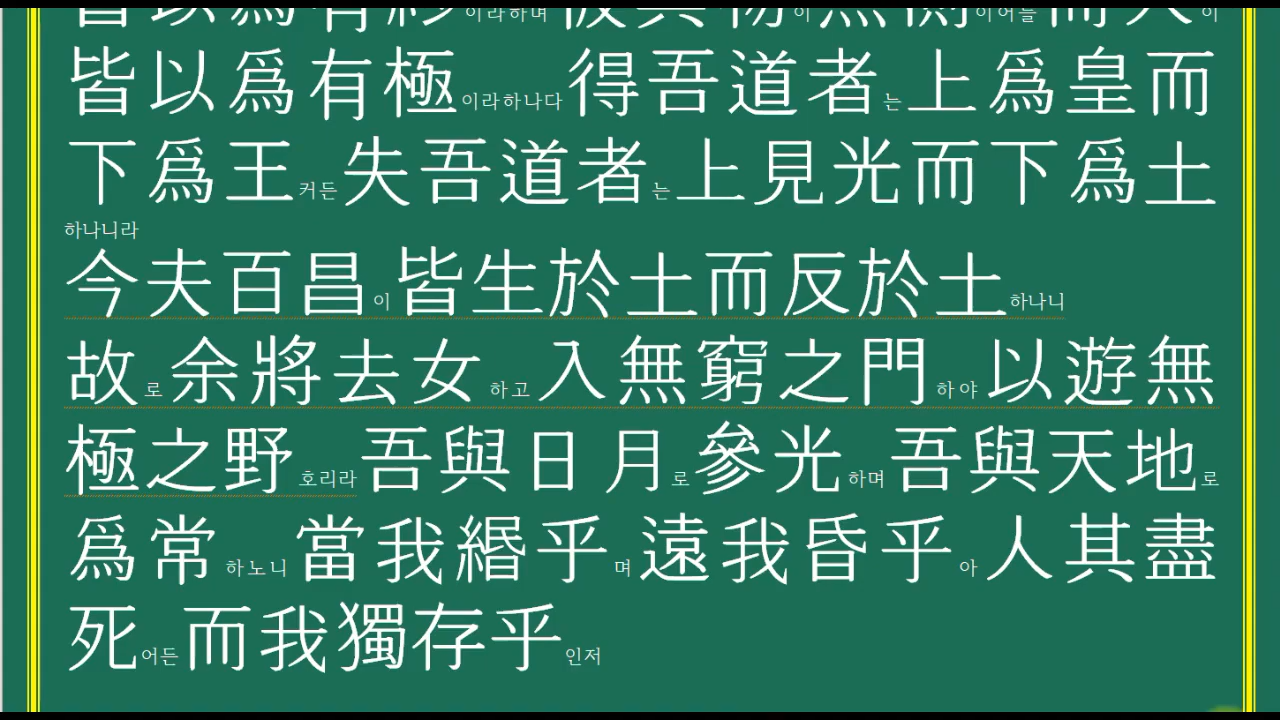 皆以爲有極이라하나다 得吾道者는 上爲皇而
下爲王커든 失吾道者는 上見光而下爲土
하나니라
今夫百昌이 皆生於土而反於土하나니
故로 余將去女하고 入無窮之門하야 以遊無
極之野호리라 吾與日月로 參光하며 吾與天地로
爲常하노니 當我緡乎며 遠我昏乎아 人其盡
死어든 而我獨存乎인저